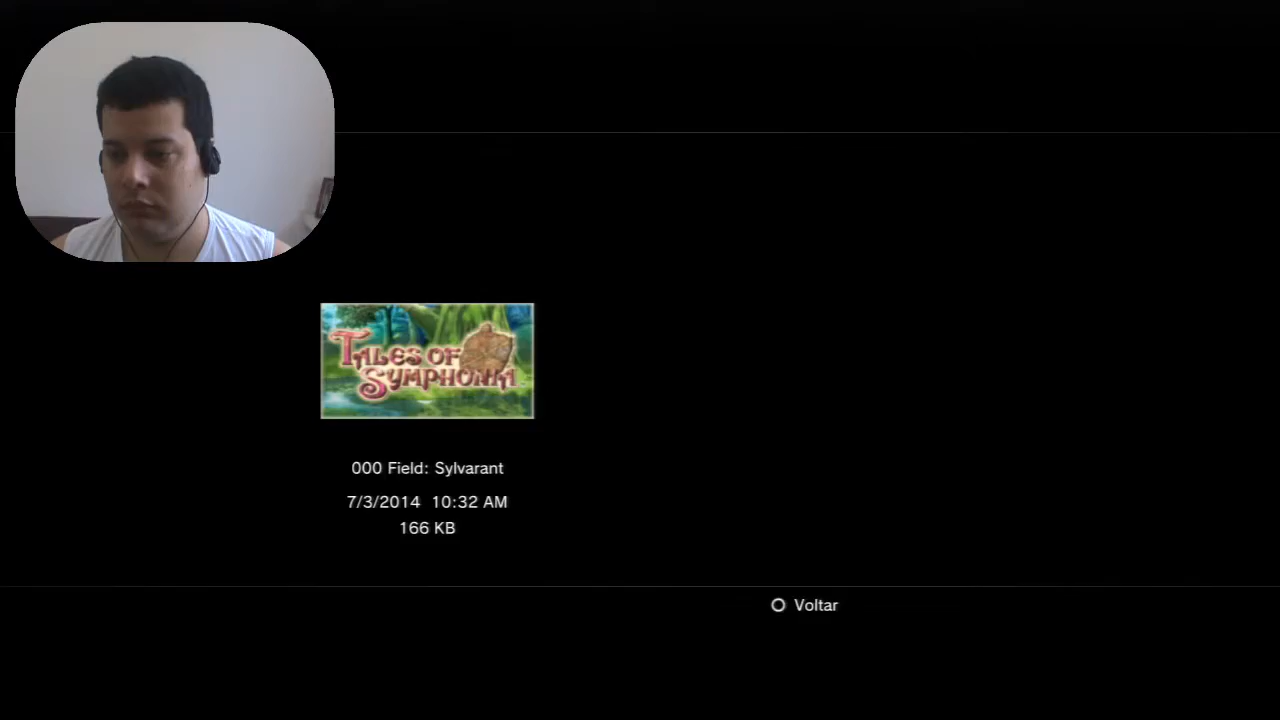 TALES OF
SYMPHONIA
000 Field: Sylvarant
7/3/2014 10:32 AM
166 KB
Voltar